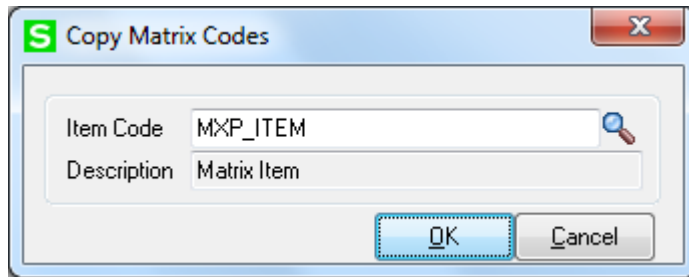 S Copy Matrix Codes
Item Code MXP_ITEM
Description Matrix Item
OK Cancel